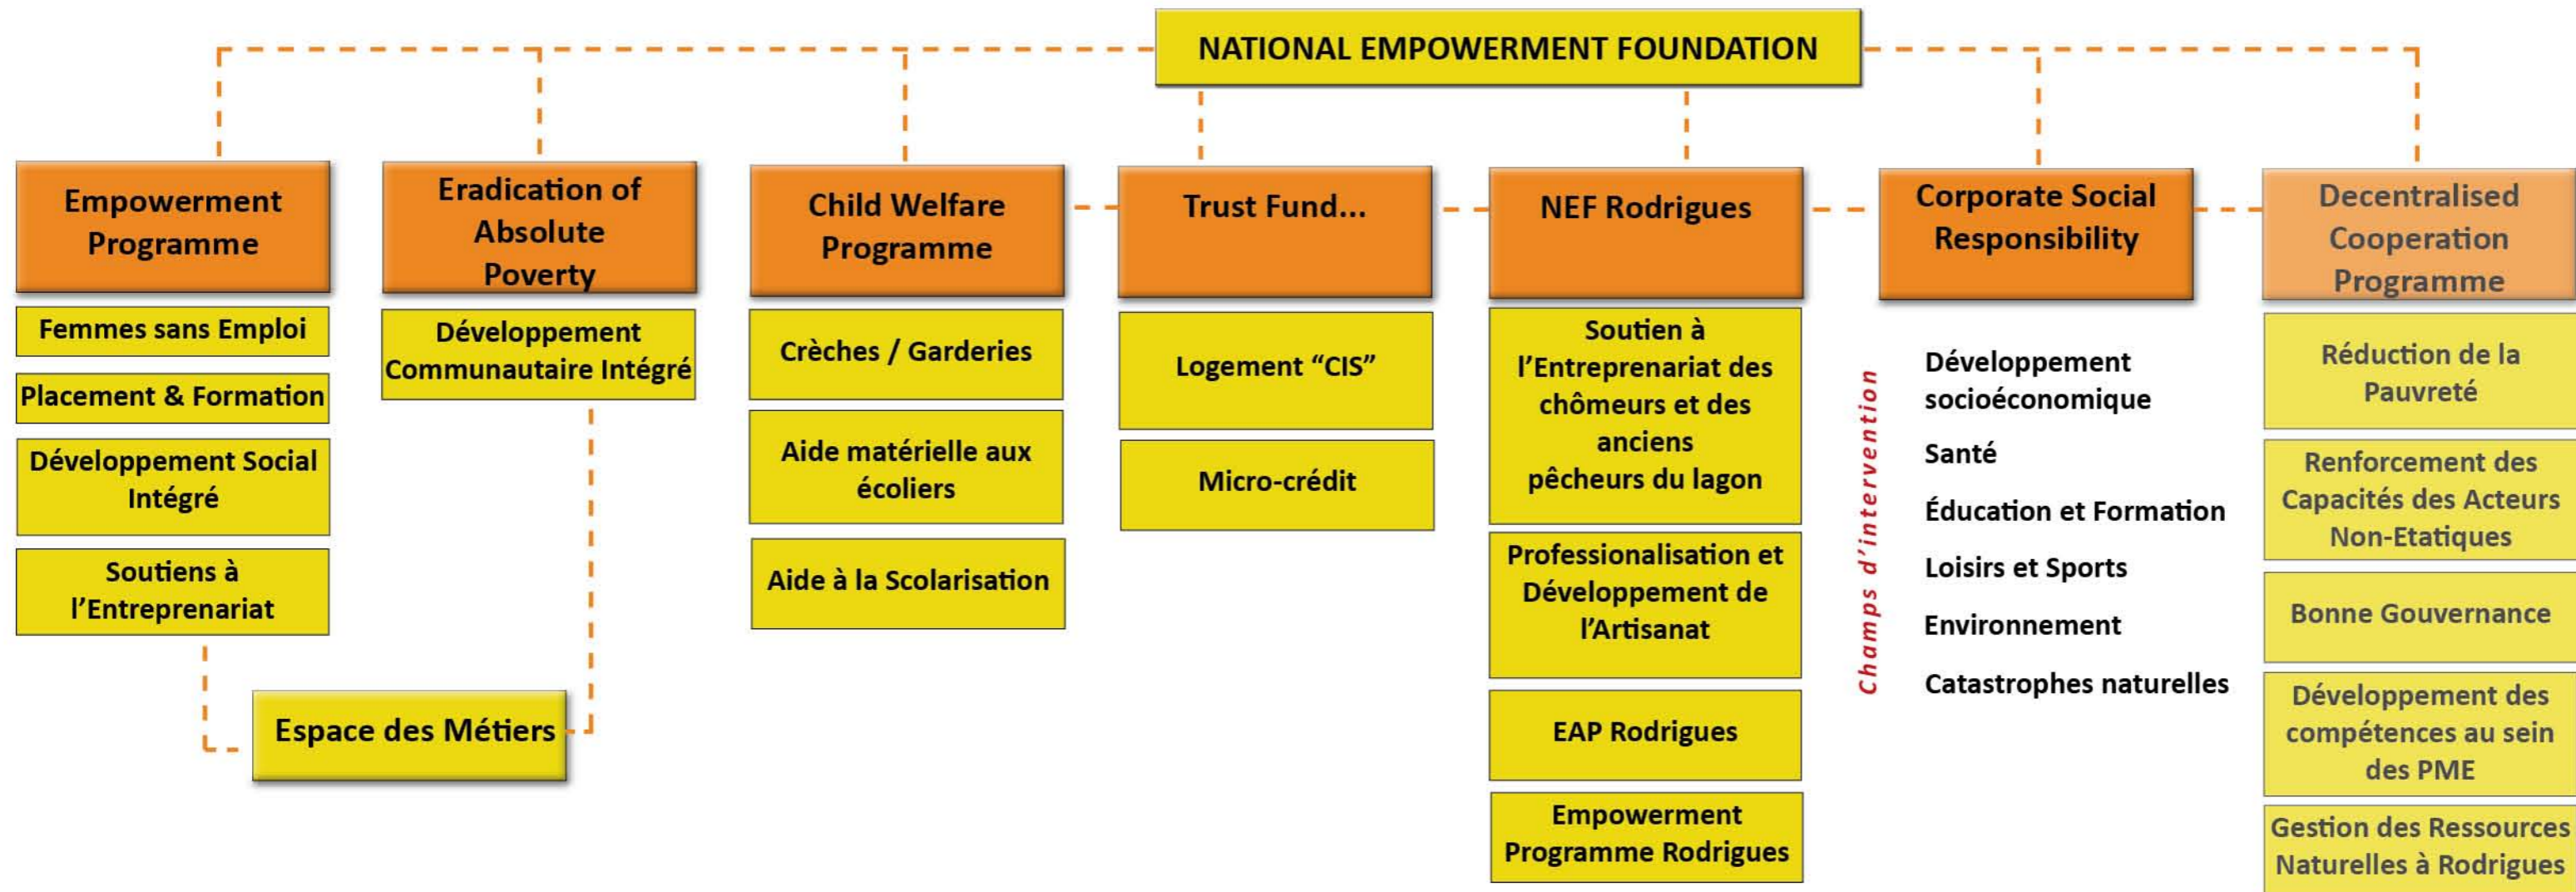 NATIONAL EMPOWERMENT FOUNDATION
Empowerment
Programme
Femmes sans Emploi
Placement & Formation
Développement Social
Intégré
Soutiens à
l'Entreprenariat
Eradication of
Absolute
Poverty
Développement
Communautaire Intégré
Espace des Métiers
Child Welfare
Programme
Crèches / Garderies
Aide matérielle aux
écoliers
Aide à la Scolarisation
Trust Fund...
Logement “CIS”
Micro-crédit
NEF Rodrigues
Soutien à
l'Entreprenariat des
chômeurs et des
anciens
pêcheurs du lagon
Professionalisation et
Développement de
l'Artisanat
EAP Rodrigues
Empowerment
Programme Rodrigues
Corporate Social
Responsibility
Champs d'intervention
Développement
socioéconomique
Santé
Éducation et Formation
Loisirs et Sports
Environnement
Catastrophes naturelles
Decentralised
Cooperation
Programme
Réduction de la
Pauvreté
Renforcement des
Capacités des Acteurs
Non-Etatiques
Bonne Gouvernance
Développement des
compétences au sein
des PME
Gestion des Ressources
Naturelles à Rodrigues